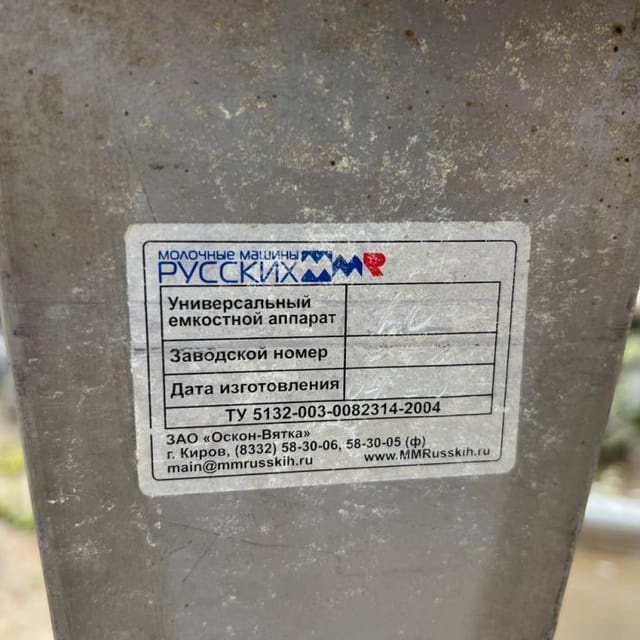 МОЛОЧНЫЕ МАШИНЫ
РУССКИХ MMR
Универсальный
емкостной аппарат
Заводской номер
Дата изготовления
ТУ 5132-003-0082314-2004
ЗАО «Оскон-Вятка»
г. Киров, (8332) 58-30-06, 58-30-05 (ф)
main@mmrusskih.ru www.MMRusskih.ru